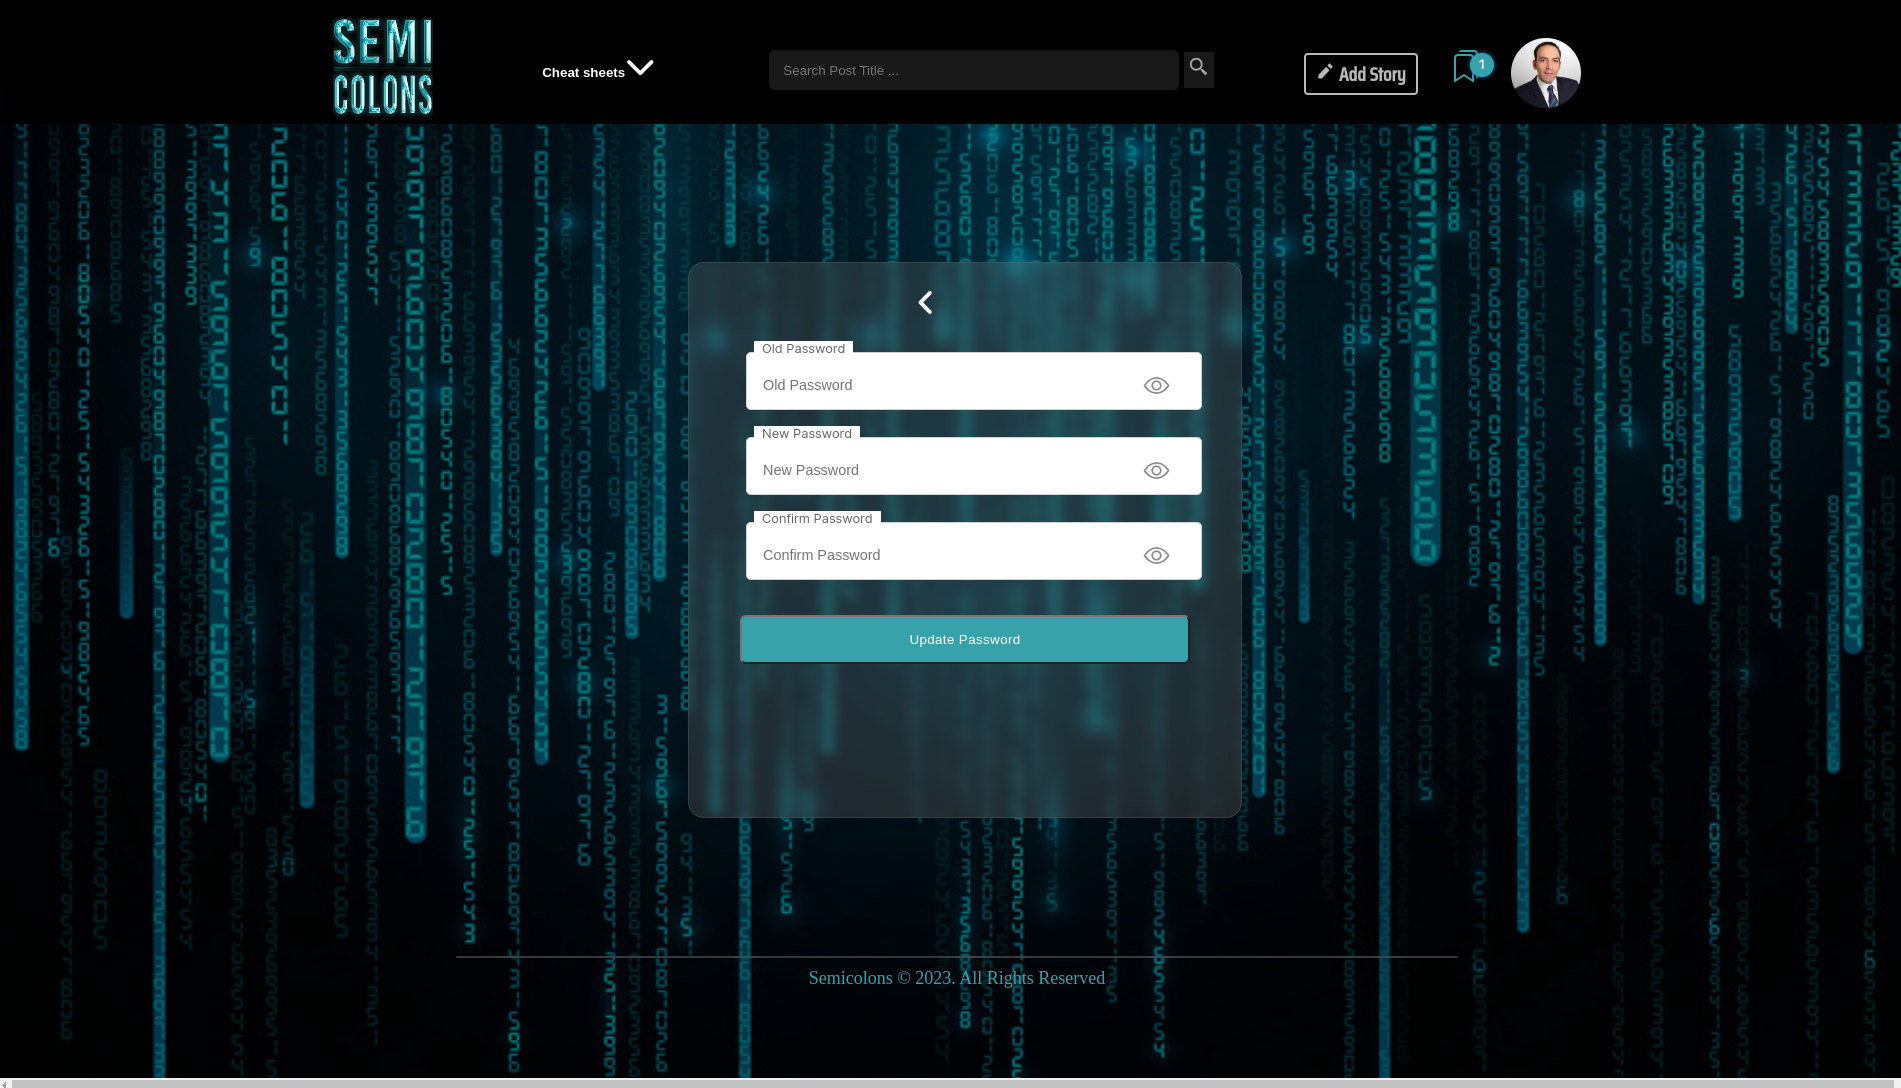 SEMI
COLONS
Cheat sheets
Search Post Title ...
Add Story
1
Old Password
Old Password
New Password
New Password
Confirm Password
Confirm Password
Update Password
Semicolons © 2023. All Rights Reserved